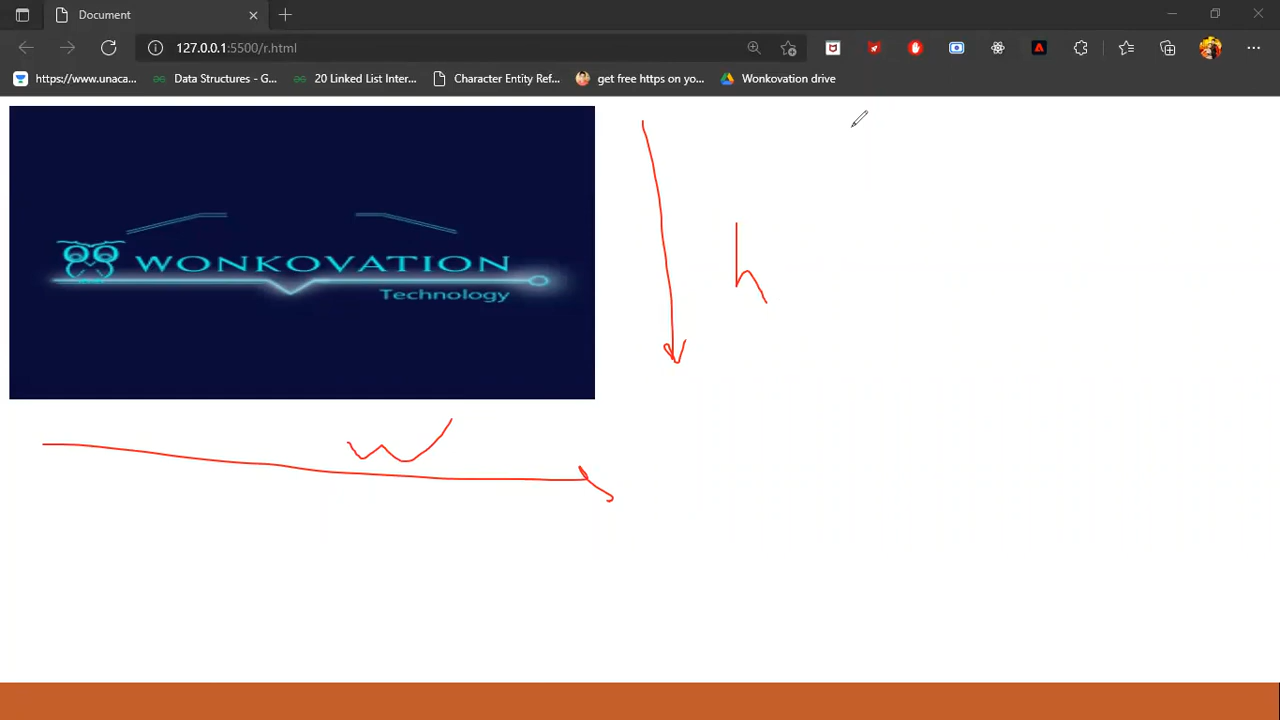 Document
127.0.0.1:5500/r.html
https://www.unaca...
Data Structures - G...
20 Linked List Inter...
Character Entity Ref...
get free https on yo...
Wonkovation drive
WONKOVATION
Technology
h
w